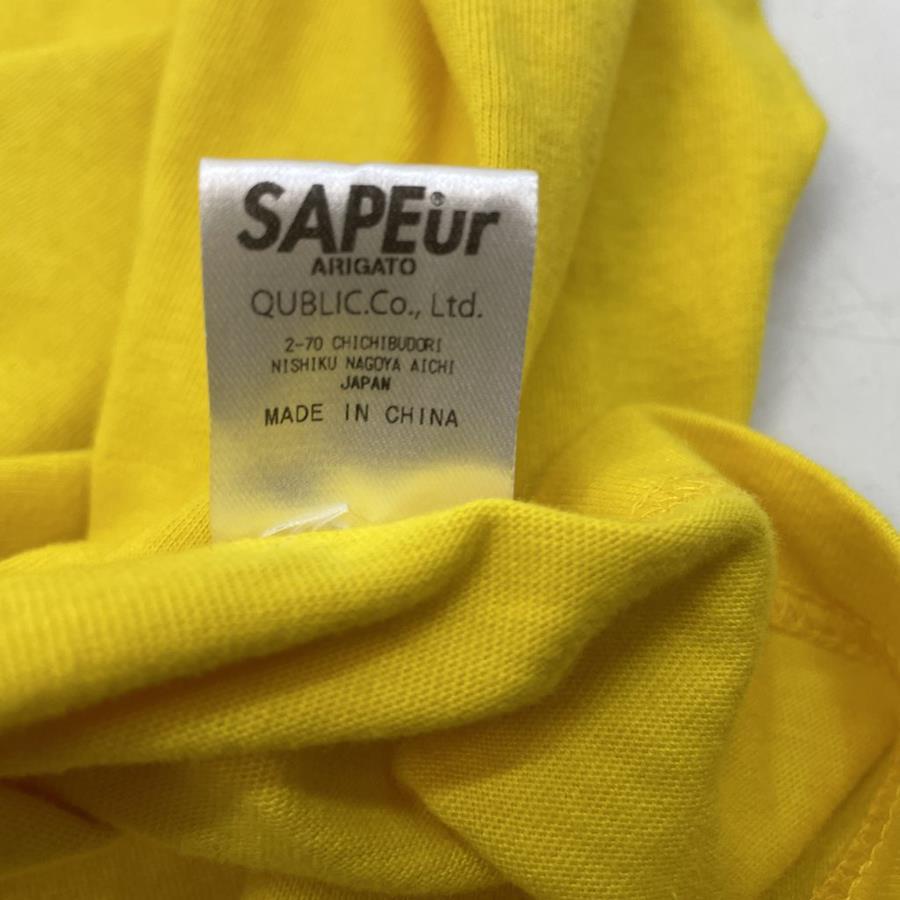 SAPEur®
ARIGATO
QUBLIC.Co., Ltd.
2-70 CHICHIBUDORI
NISHIKU NAGOYA AICHI
JAPAN
MADE IN CHINA